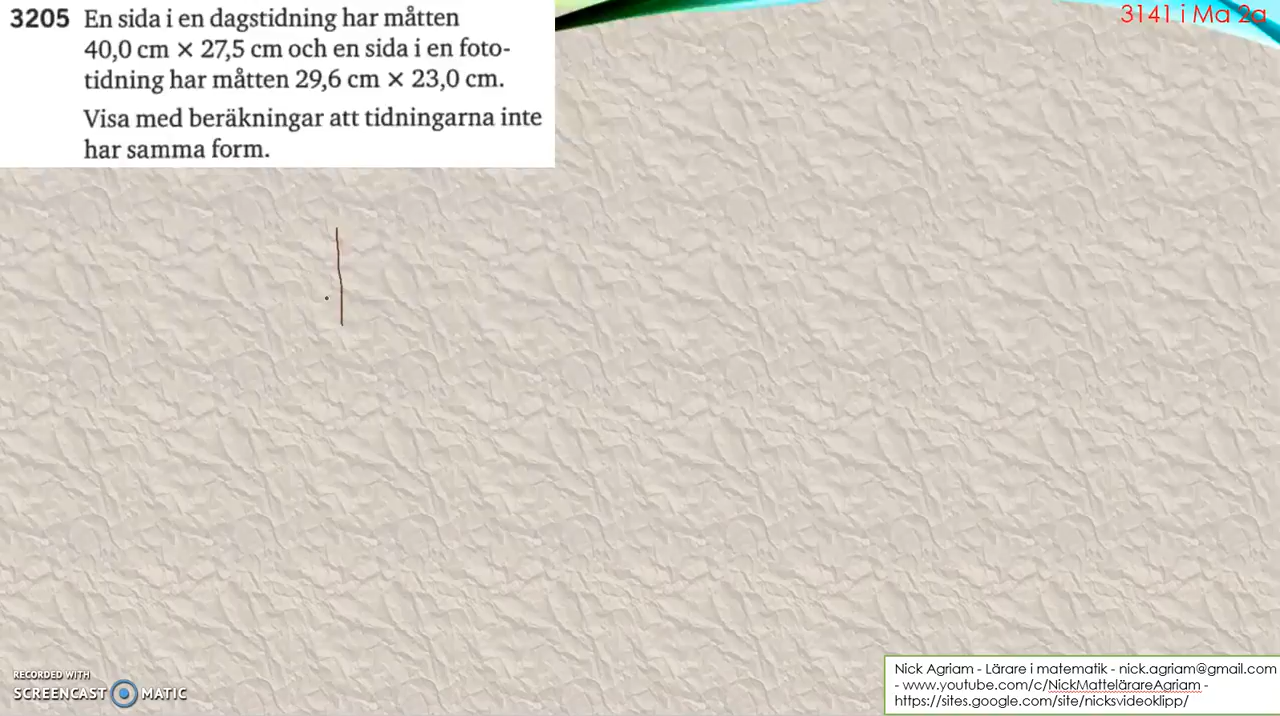 3141 i Ma 2a
3205 En sida i en dagstidning har måtten
40,0 cm × 27,5 cm och en sida i en foto-
tidning har måtten 29,6 cm × 23,0 cm.
Visa med beräkningar att tidningarna inte
har samma form.
RECORDED WITH
SCREENCAST MATIC
Nick Agriam - Lärare i matematik - nick.agriam@gmail.com
- www.youtube.com/c/NickMattelärareAgriam -
https://sites.google.com/site/nicksvideoklipp/